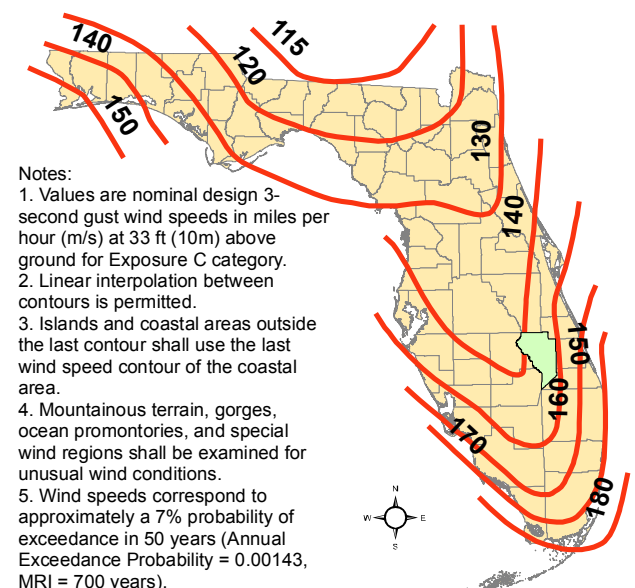 115
140
120
150
130
Notes:
1. Values are nominal design 3-
second gust wind speeds in miles per
hour (m/s) at 33 ft (10m) above
ground for Exposure C category.
2. Linear interpolation between
contours is permitted.
3. Islands and coastal areas outside
the last contour shall use the last
wind speed contour of the coastal
area.
4. Mountainous terrain, gorges,
ocean promontories, and special
wind regions shall be examined for
unusual wind conditions.
5. Wind speeds correspond to
approximately a 7% probability of
exceedance in 50 years (Annual
Exceedance Probability = 0.00143,
MRI = 700 years).
140
150
160
170
180
N
W E
S